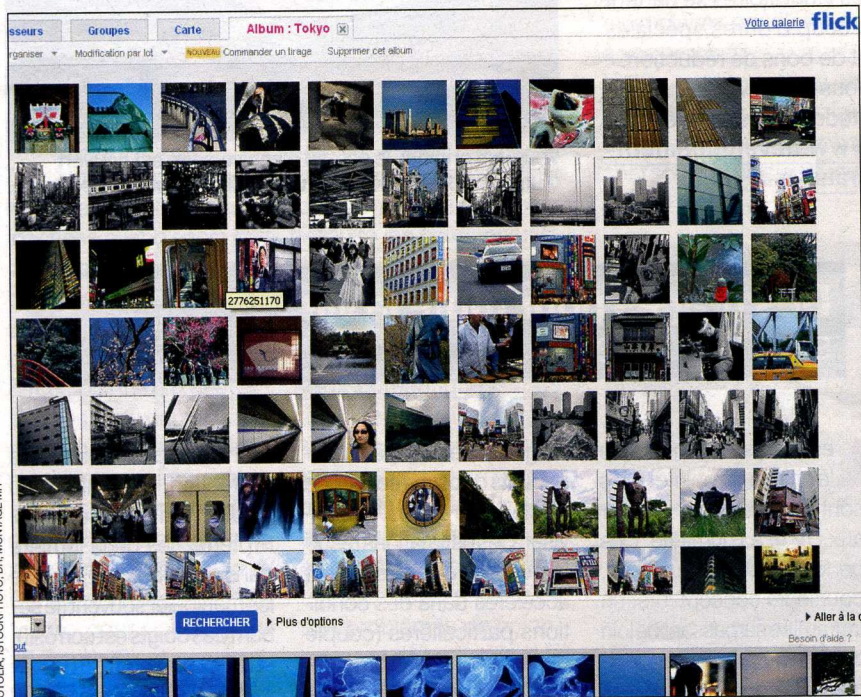 sseurs Groupes Carte Album : Tokyo Votre galerie flick
rganiser Modification par lot NOUVEAU Commander un tirage Supprimer cet album
2776251170
RECHERCHER Plus d'options Aller à la
Besoin d'aide ?
out